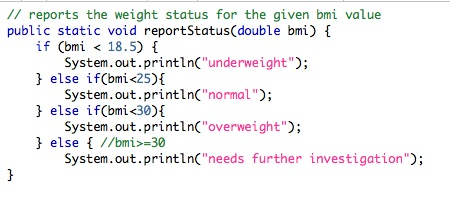 // reports the weight status for the given bmi value
public static void reportStatus(double bmi) {
    if (bmi < 18.5) {
        System.out.println("underweight");
    } else if(bmi<25){
        System.out.println("normal");
    } else if(bmi<30){
        System.out.println("overweight");
    } else { //bmi>=30
        System.out.println("needs further investigation");
}